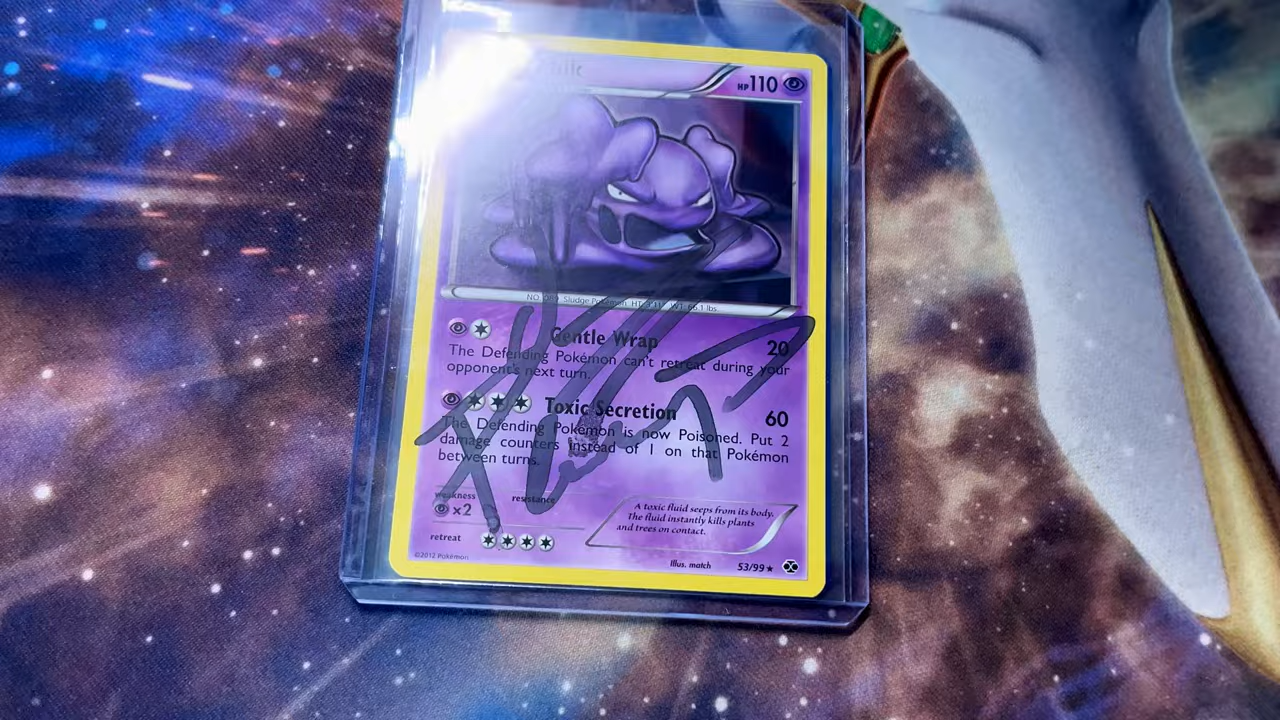 HP110
NO. 089 Sludge Pokémon HT. 3'11" WT. 66.1 lbs.
Gentle Wrap 20
The Defending Pokémon can't retreat during your
opponent's next turn.
Toxic Secretion 60
The Defending Pokémon is now Poisoned. Put 2
damage counters instead of 1 on that Pokémon
between turns.
weakness resistance
×2
A toxic fluid seeps from its body.
The fluid instantly kills plants
and trees on contact.
retreat
©2012 Pokémon
Illus. match 53/99